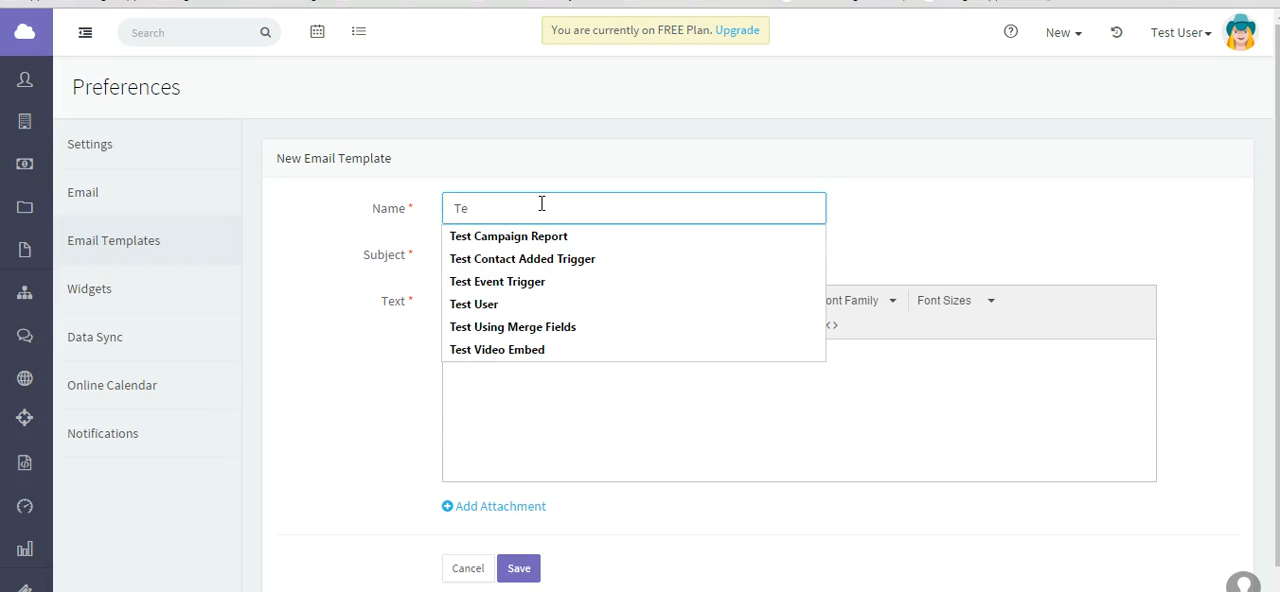 Search
You are currently on FREE Plan. Upgrade
New
Test User
Preferences
Settings
Email
Email Templates
Widgets
Data Sync
Online Calendar
Notifications
New Email Template
Name *
Te
Test Campaign Report
Test Contact Added Trigger
Test Event Trigger
Test User
Test Using Merge Fields
Test Video Embed
Subject *
Text *
ont Family
Font Sizes
<>
Add Attachment
Cancel
Save